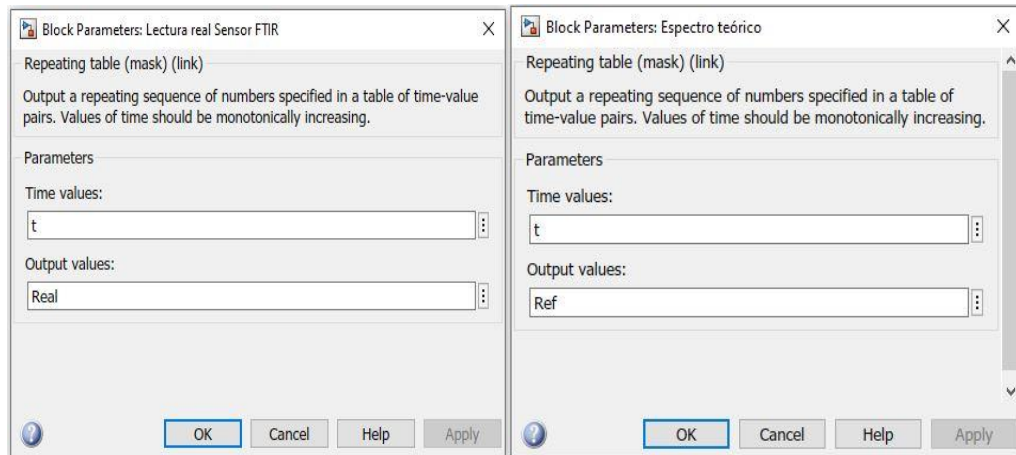 Block Parameters: Lectura real Sensor FTIR
Repeating table (mask) (link)
Output a repeating sequence of numbers specified in a table of time-value
pairs. Values of time should be monotonically increasing.
Parameters
Time values:
t
Output values:
Real
OK Cancel Help Apply
Block Parameters: Espectro teórico
Repeating table (mask) (link)
Output a repeating sequence of numbers specified in a table of
time-value pairs. Values of time should be monotonically increasing.
Parameters
Time values:
t
Output values:
Ref
OK Cancel Help Apply